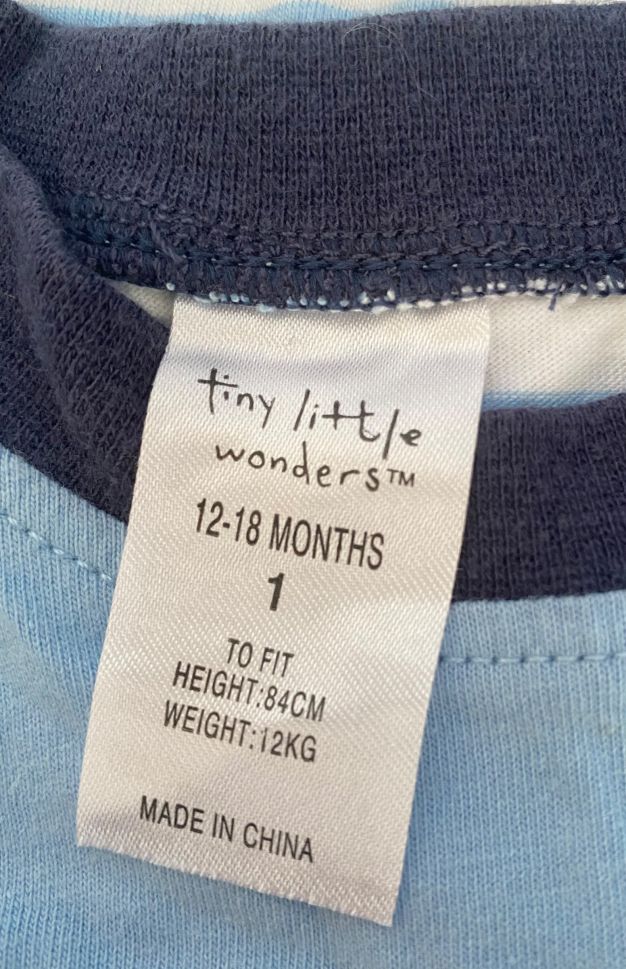 tiny little
wonders™
12-18 MONTHS
1
TO FIT
HEIGHT:84CM
WEIGHT:12KG
MADE IN CHINA